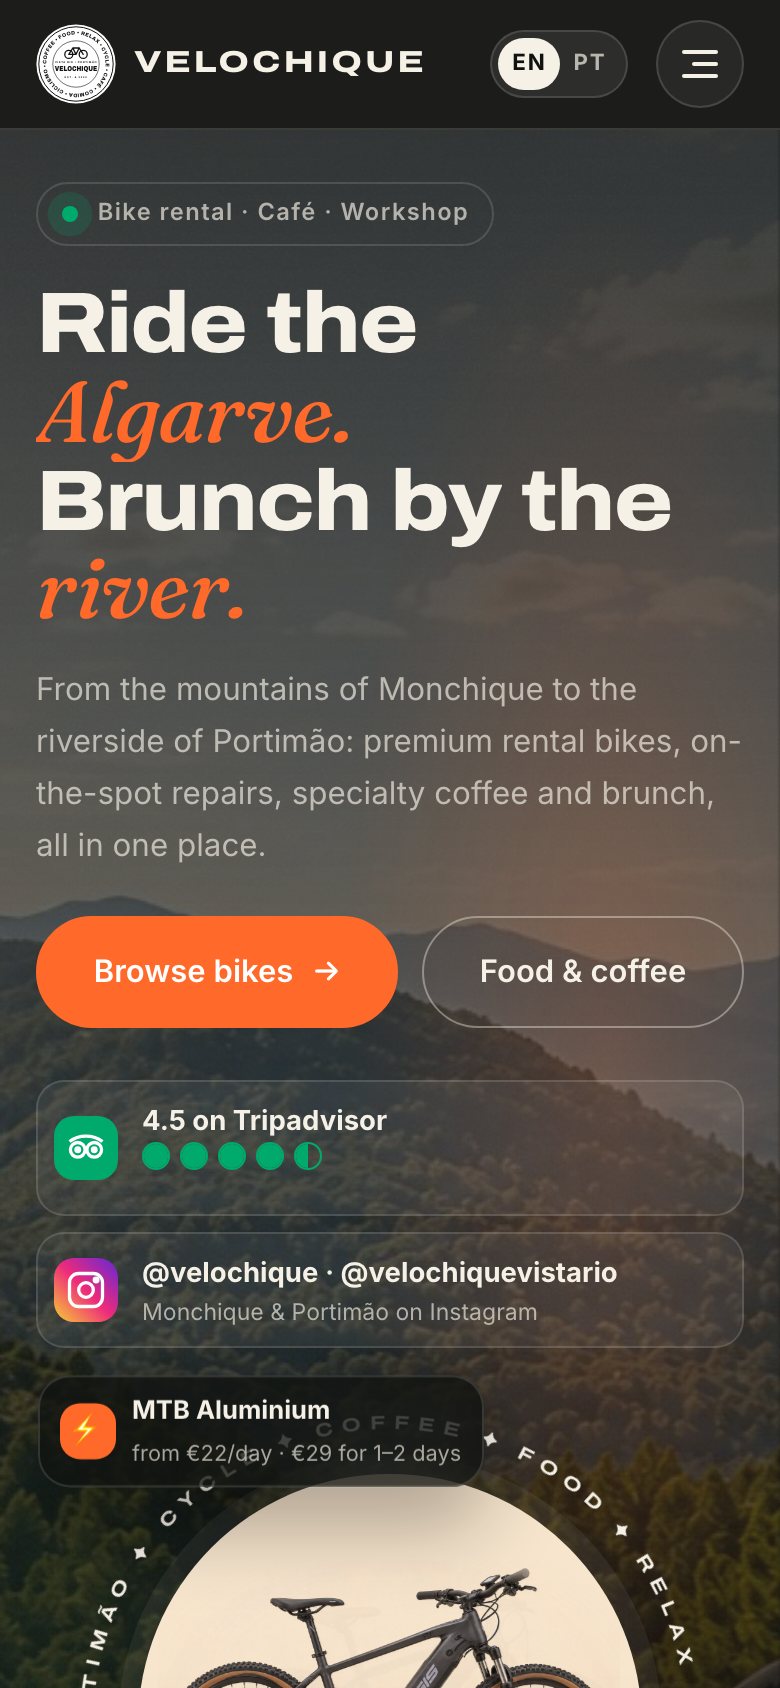 VELOCHIQUE
EN PT
Bike rental · Café · Workshop
Ride the
Algarve.
Brunch by the
river.
From the mountains of Monchique to the
riverside of Portimão: premium rental bikes, on-
the-spot repairs, specialty coffee and brunch,
all in one place.
Browse bikes →
Food & coffee
4.5 on Tripadvisor
@velochique · @velochiquevistario
Monchique & Portimão on Instagram
MTB Aluminium
from €22/day · €29 for 1–2 days
TIMÃO ✦ CYCLE ✦ COFFEE ✦ FOOD ✦ RELAX